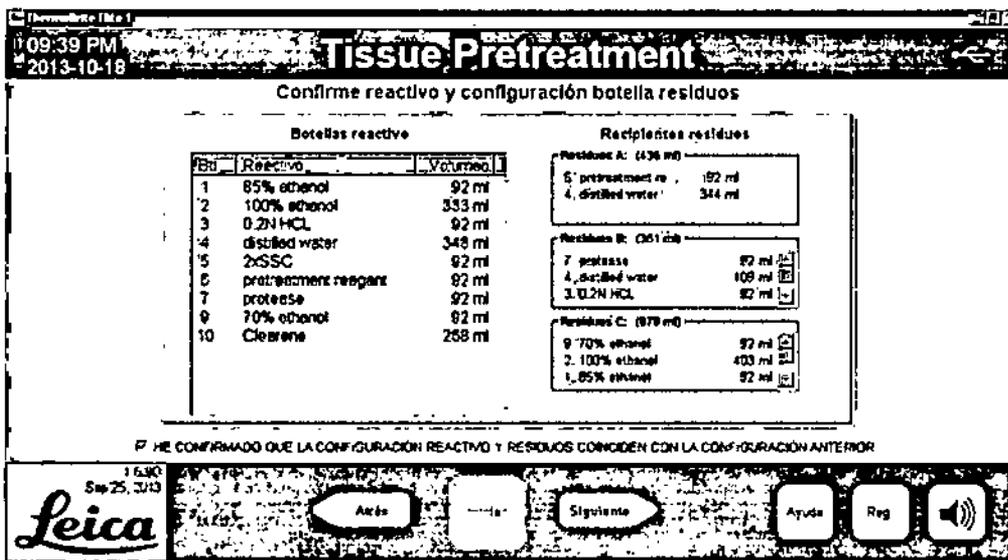 09:39 PM
2013-10-18
Tissue Pretreatment
Confirme reactivo y configuración botella residuos
Botellas reactivo
Btl Reactivo Volumen
1 85% ethanol 92 ml
2 100% ethanol 333 ml
3 0.2N HCL 92 ml
4 distilled water 348 ml
5 2xSSC 92 ml
6 pretreatment reagent 92 ml
7 protease 92 ml
9 70% ethanol 92 ml
10 Clearene 258 ml
Recipientes residuos
Residuos A: (436 ml)
6. pretreatment re... 92 ml
4. distilled water 344 ml
Residuos B:
7. protease 92 ml
4. distilled water 109 ml
3. 0.2N HCL 92 ml
Residuos C:
9. 70% ethanol 92 ml
2. 100% ethanol 403 ml
1. 85% ethanol 92 ml
HE CONFIRMADO QUE LA CONFIGURACIÓN REACTIVO Y RESIDUOS COINCIDEN CON LA CONFIGURACIÓN ANTERIOR
Sep 25, 2013
Leica
Atrás
Siguiente
Ayuda
Reg